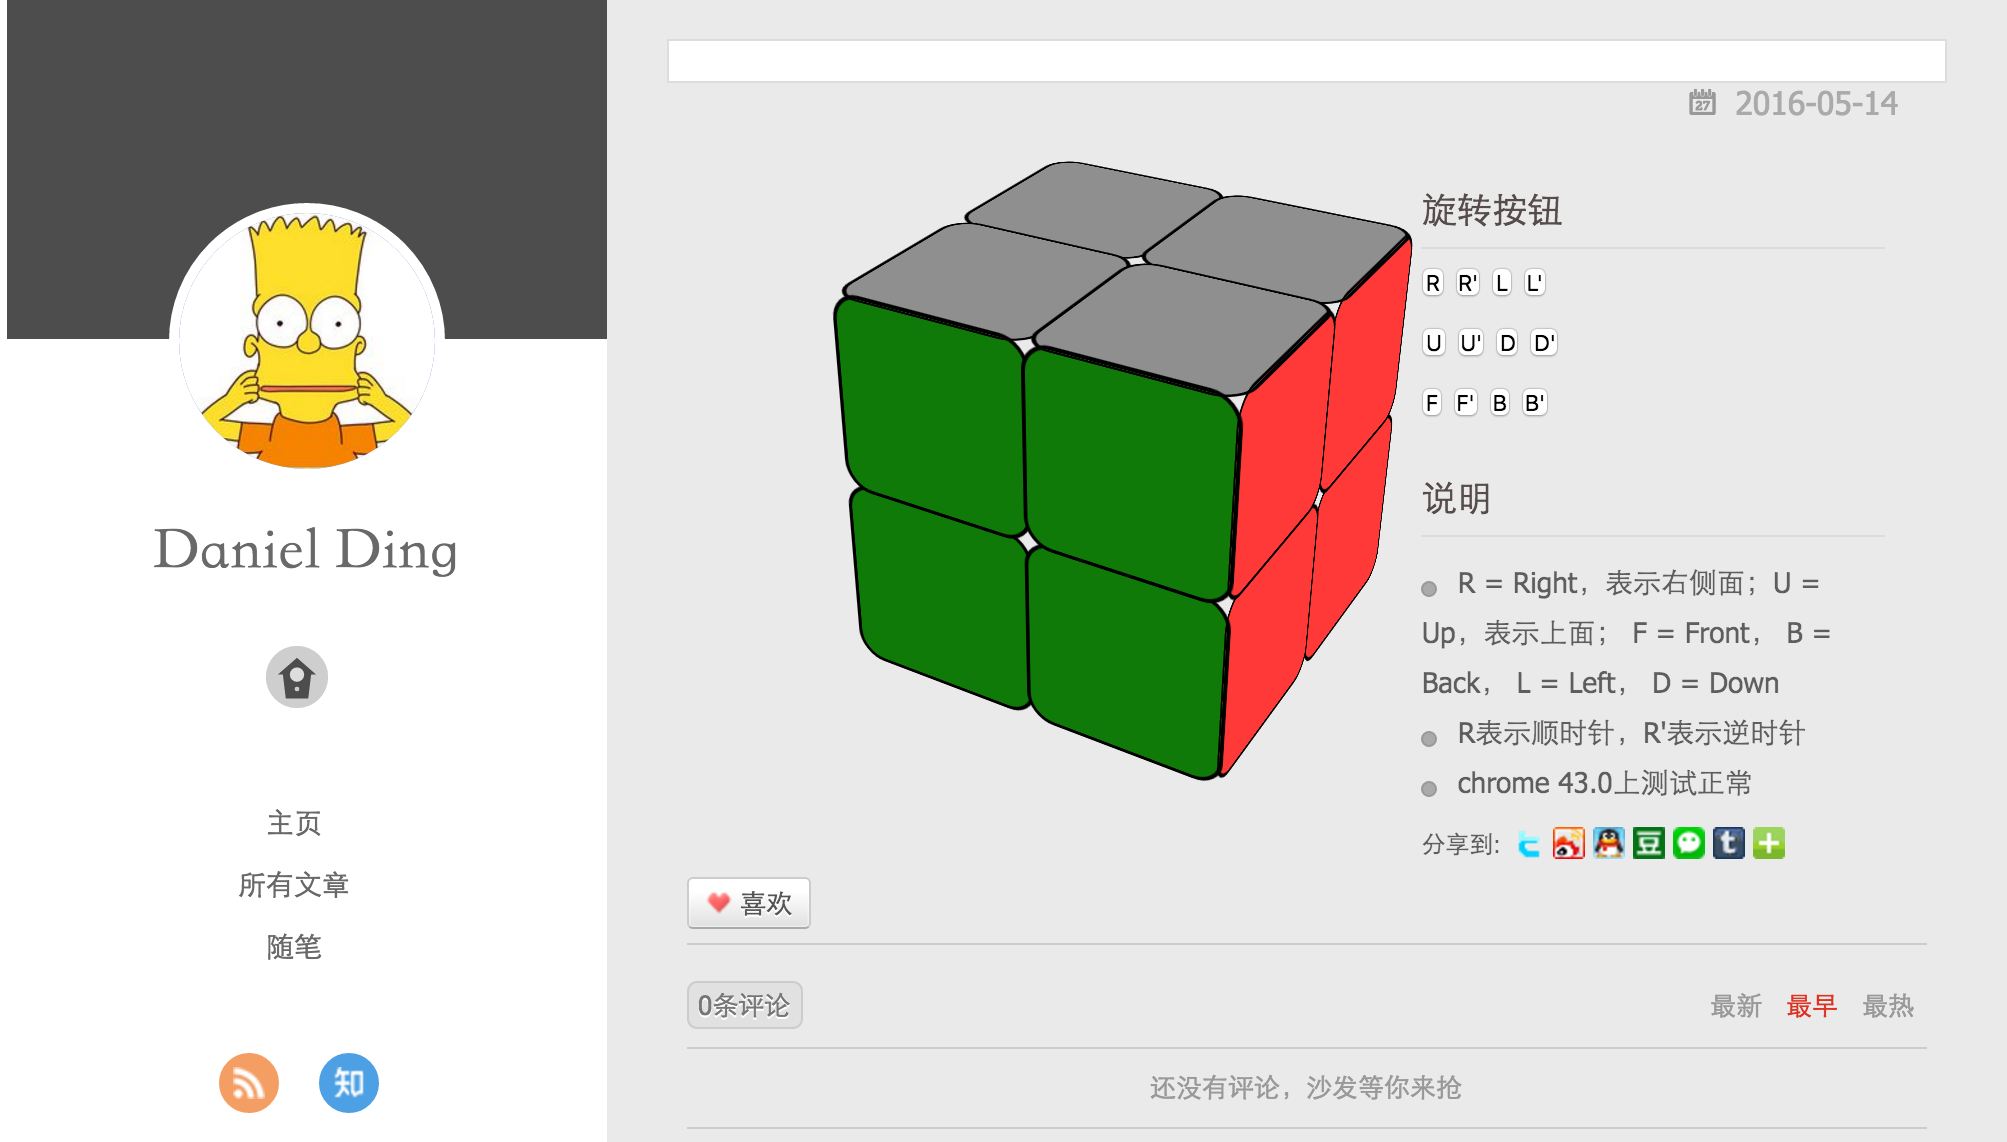 Daniel Ding
主页
所有文章
随笔
知
27 2016-05-14
旋转按钮
R R' L L'
U U' D D'
F F' B B'
说明
R = Right，表示右侧面；U =
Up，表示上面； F = Front， B =
Back， L = Left， D = Down
R表示顺时针，R'表示逆时针
chrome 43.0上测试正常
分享到: 豆 t
喜欢
0条评论 最新 最早 最热
还没有评论，沙发等你来抢